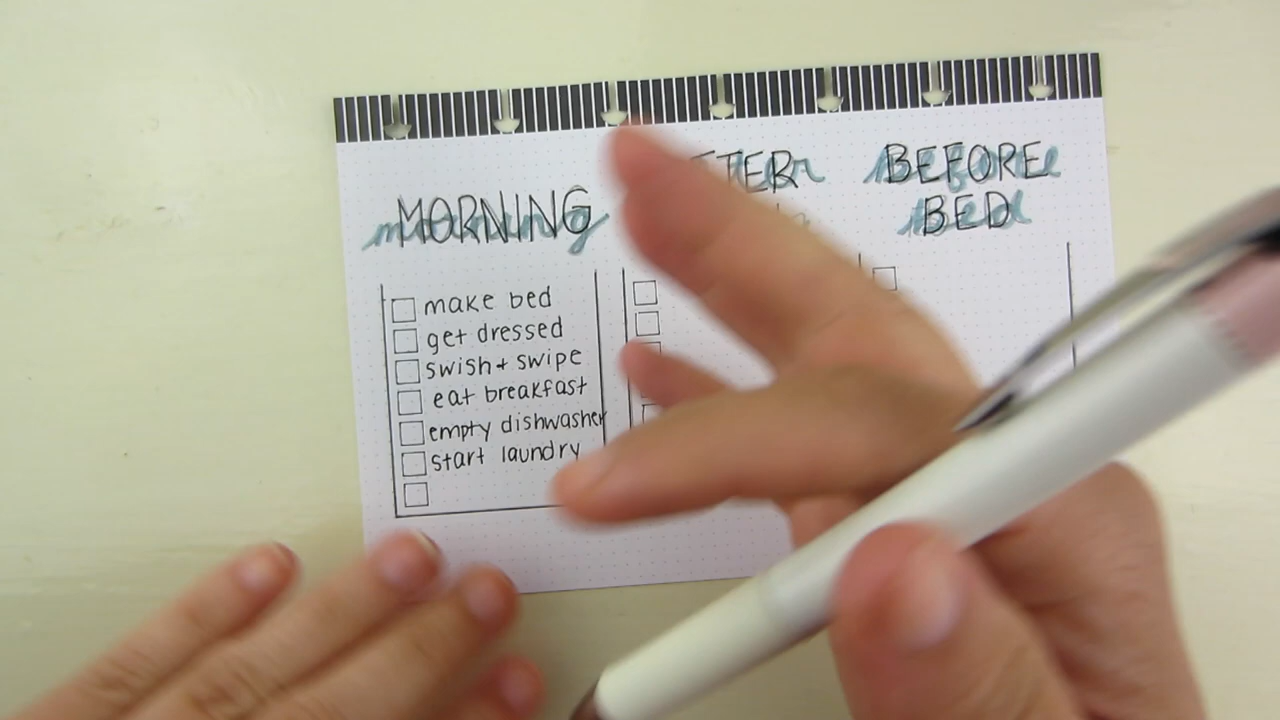 MORNING
make bed
get dressed
swish + swipe
eat breakfast
empty dishwasher
start laundry
BEFORE
BED